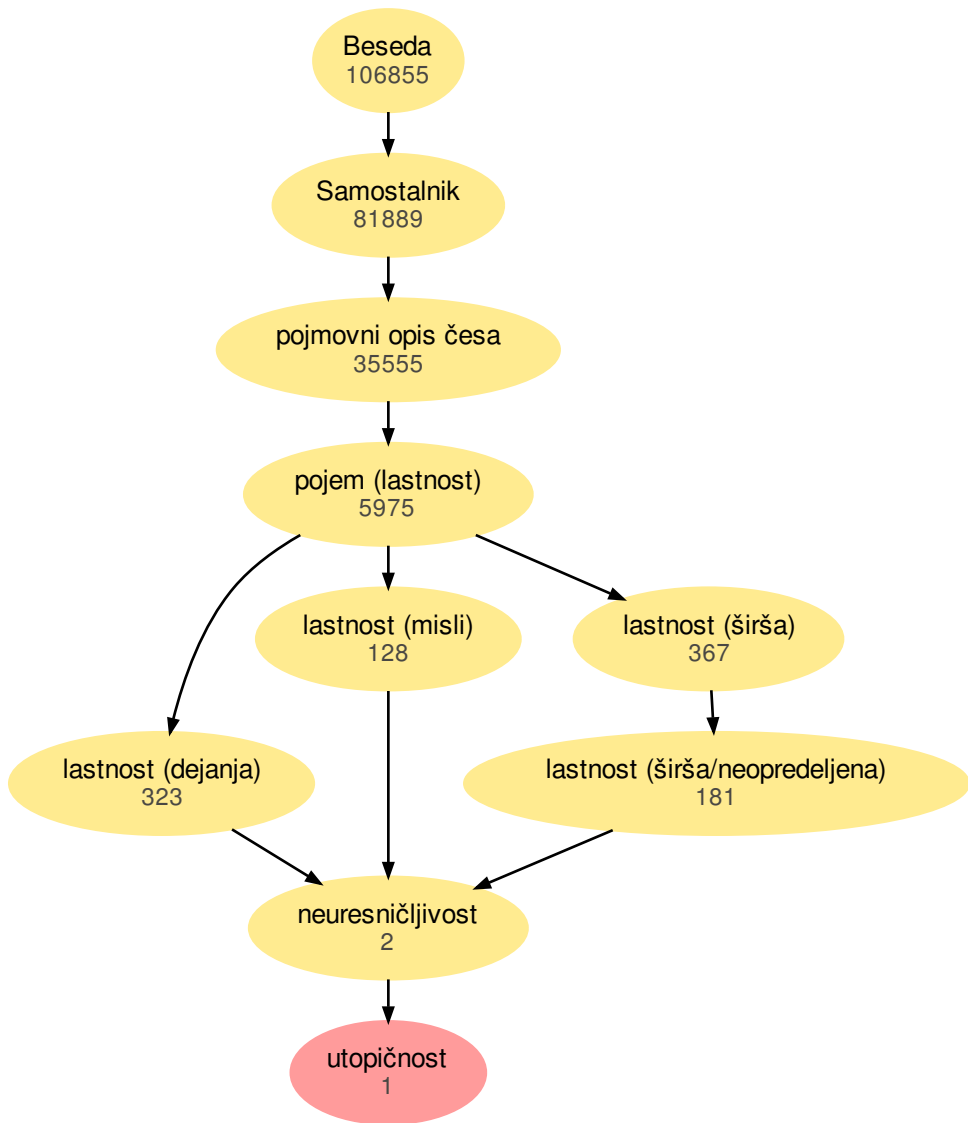 Beseda
106855
Samostalnik
81889
pojmovni opis česa
35555
pojem (lastnost)
5975
lastnost (misli)
128
lastnost (širša)
367
lastnost (dejanja)
323
lastnost (širša/neopredeljena)
181
neuresničljivost
2
utopičnost
1